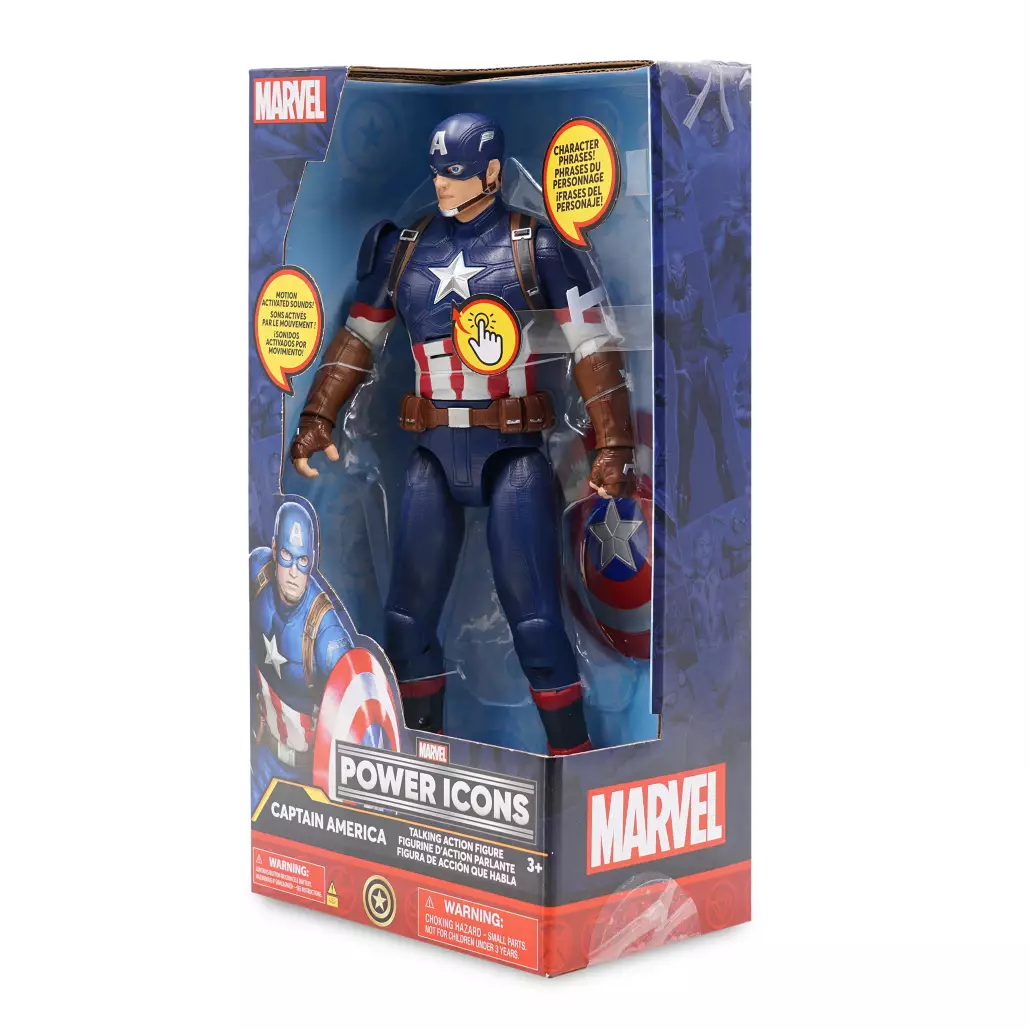 MARVEL
CHARACTER
PHRASES!
PHRASES DU
PERSONNAGE
¡FRASES DEL
PERSONAJE!
MOTION
ACTIVATED SOUNDS!
SONS ACTIVÉS
PAR LE MOUVEMENT !
¡SONIDOS
ACTIVADOS POR
MOVIMIENTO!
A
A
MARVEL
POWER ICONS
CAPTAIN AMERICA
TALKING ACTION FIGURE
FIGURINE D'ACTION PARLANTE
FIGURA DE ACCIÓN QUE HABLA
3+
MARVEL
WARNING:
WARNING:
CHOKING HAZARD – SMALL PARTS.
NOT FOR CHILDREN UNDER 3 YEARS.